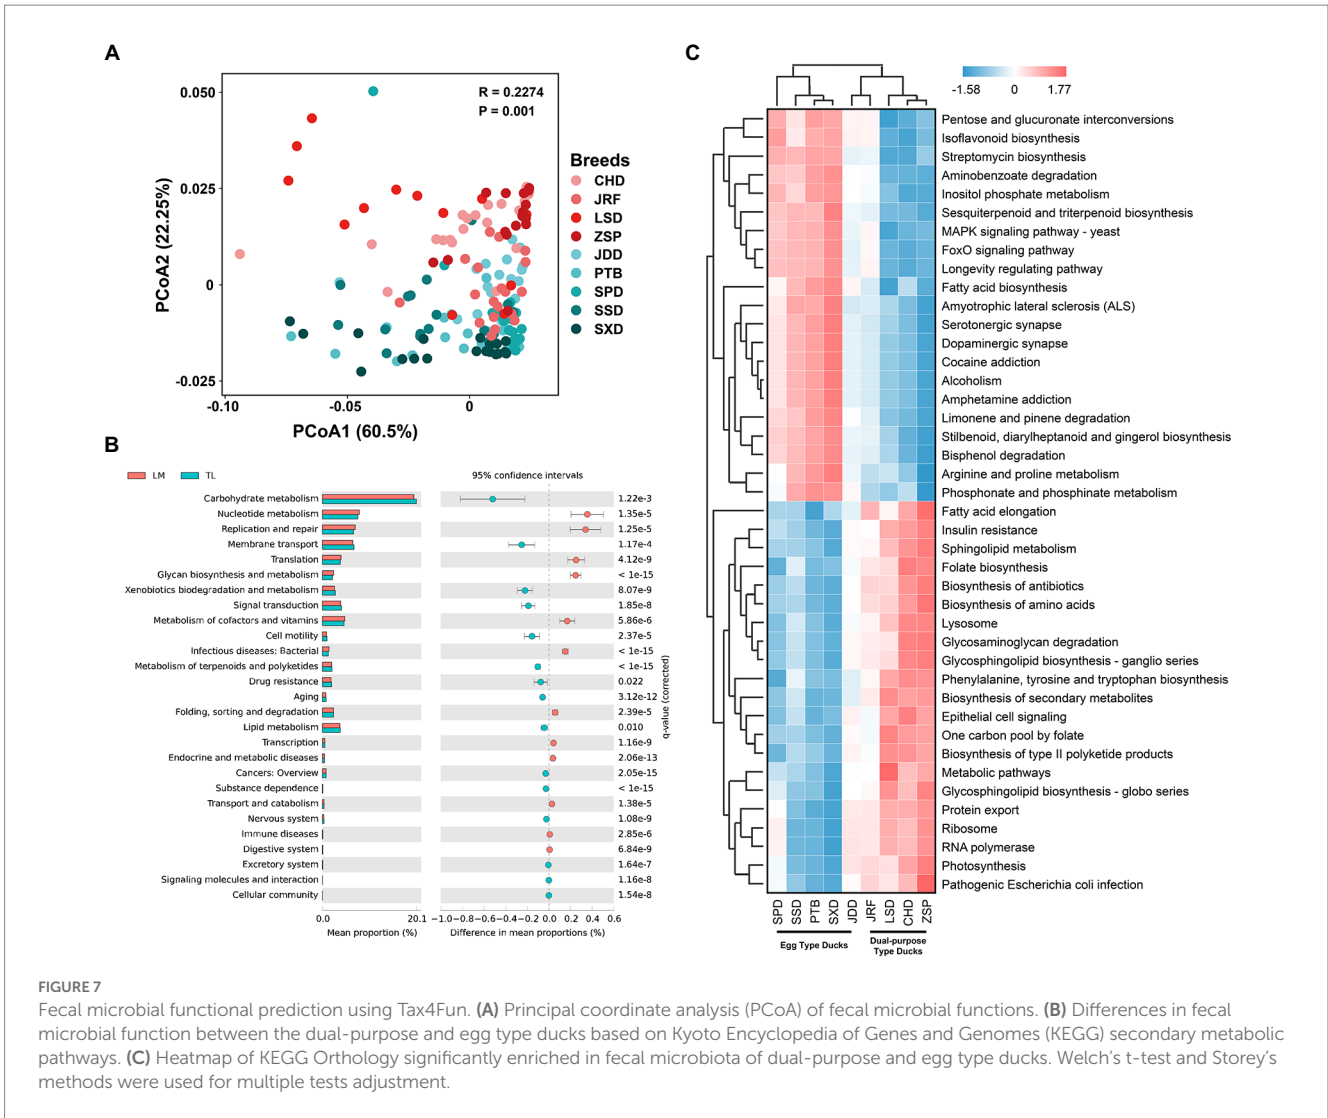 A
R = 0.2274
P = 0.001
0.050
0.025
0
-0.025
-0.10
-0.05
0
PCoA2 (22.25%)
PCoA1 (60.5%)
Breeds
CHD
JRF
LSD
ZSP
JDD
PTB
SPD
SSD
SXD
B
LM
TL
95% confidence intervals
Carbohydrate metabolism 1.22e-3
Nucleotide metabolism 1.35e-5
Replication and repair 1.25e-5
Membrane transport 1.17e-4
Translation 4.12e-9
Glycan biosynthesis and metabolism < 1e-15
Xenobiotics biodegradation and metabolism 8.07e-9
Signal transduction 1.85e-8
Metabolism of cofactors and vitamins 5.86e-6
Cell motility 2.37e-5
Infectious diseases: Bacterial < 1e-15
Metabolism of terpenoids and polyketides < 1e-15
Drug resistance 0.022
Aging 3.12e-12
Folding, sorting and degradation 2.39e-5
Lipid metabolism 0.010
Transcription 1.16e-9
Endocrine and metabolic diseases 2.06e-13
Cancers: Overview 2.05e-15
Substance dependence < 1e-15
Transport and catabolism 1.38e-5
Nervous system 1.08e-9
Immune diseases 2.85e-6
Digestive system 6.84e-9
Excretory system 1.64e-7
Signaling molecules and interaction 1.16e-8
Cellular community 1.54e-8
q-value (corrected)
0.0 20.1
Mean proportion (%)
−1.0−0.8−0.6−0.4−0.2 0.0 0.2 0.4 0.6
Difference in mean proportions (%)
C
-1.58 0 1.77
Pentose and glucuronate interconversions
Isoflavonoid biosynthesis
Streptomycin biosynthesis
Aminobenzoate degradation
Inositol phosphate metabolism
Sesquiterpenoid and triterpenoid biosynthesis
MAPK signaling pathway - yeast
FoxO signaling pathway
Longevity regulating pathway
Fatty acid biosynthesis
Amyotrophic lateral sclerosis (ALS)
Serotonergic synapse
Dopaminergic synapse
Cocaine addiction
Alcoholism
Amphetamine addiction
Limonene and pinene degradation
Stilbenoid, diarylheptanoid and gingerol biosynthesis
Bisphenol degradation
Arginine and proline metabolism
Phosphonate and phosphinate metabolism
Fatty acid elongation
Insulin resistance
Sphingolipid metabolism
Folate biosynthesis
Biosynthesis of antibiotics
Biosynthesis of amino acids
Lysosome
Glycosaminoglycan degradation
Glycosphingolipid biosynthesis - ganglio series
Phenylalanine, tyrosine and tryptophan biosynthesis
Biosynthesis of secondary metabolites
Epithelial cell signaling
One carbon pool by folate
Biosynthesis of type II polyketide products
Metabolic pathways
Glycosphingolipid biosynthesis - globo series
Protein export
Ribosome
RNA polymerase
Photosynthesis
Pathogenic Escherichia coli infection
SPD SSD PTB SXD JDD JRF LSD CHD ZSP
Egg Type Ducks
Dual-purpose
Type Ducks
FIGURE 7
Fecal microbial functional prediction using Tax4Fun. (A) Principal coordinate analysis (PCoA) of fecal microbial functions. (B) Differences in fecal
microbial function between the dual-purpose and egg type ducks based on Kyoto Encyclopedia of Genes and Genomes (KEGG) secondary metabolic
pathways. (C) Heatmap of KEGG Orthology significantly enriched in fecal microbiota of dual-purpose and egg type ducks. Welch's t-test and Storey's
methods were used for multiple tests adjustment.